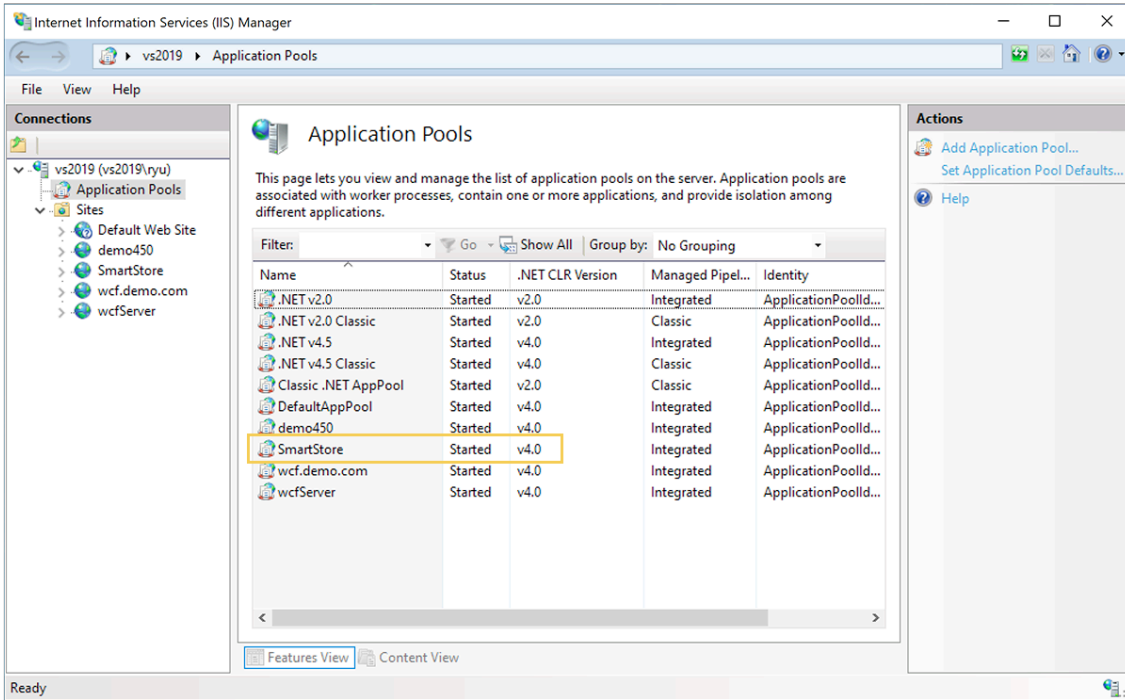 Internet Information Services (IIS) Manager
vs2019 Application Pools
File View Help
Connections
vs2019 (vs2019\ryu)
Application Pools
Sites
Default Web Site
demo450
SmartStore
wcf.demo.com
wcfServer
Application Pools
This page lets you view and manage the list of application pools on the server. Application pools are
associated with worker processes, contain one or more applications, and provide isolation among
different applications.
Filter: Go Show All Group by: No Grouping
Name Status .NET CLR Version Managed Pipel... Identity
.NET v2.0 Started v2.0 Integrated ApplicationPoolId...
.NET v2.0 Classic Started v2.0 Classic ApplicationPoolId...
.NET v4.5 Started v4.0 Integrated ApplicationPoolId...
.NET v4.5 Classic Started v4.0 Classic ApplicationPoolId...
Classic .NET AppPool Started v2.0 Classic ApplicationPoolId...
DefaultAppPool Started v4.0 Integrated ApplicationPoolId...
demo450 Started v4.0 Integrated ApplicationPoolId...
SmartStore Started v4.0 Integrated ApplicationPoolId...
wcf.demo.com Started v4.0 Integrated ApplicationPoolId...
wcfServer Started v4.0 Integrated ApplicationPoolId...
Features View Content View
Actions
Add Application Pool...
Set Application Pool Defaults...
Help
Ready